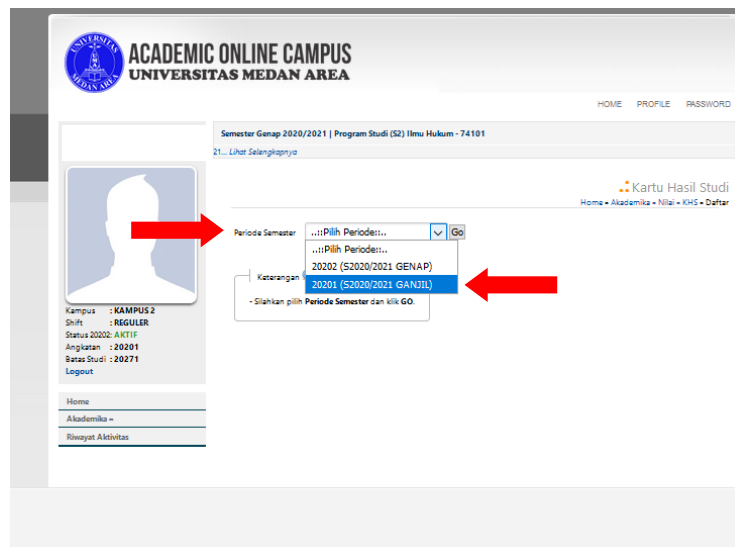 UNIVERSITAS
MEDAN AREA
ACADEMIC ONLINE CAMPUS
UNIVERSITAS MEDAN AREA
HOME PROFILE PASSWORD
Semester Genap 2020/2021 | Program Studi (S2) Ilmu Hukum - 74101
21... Lihat Selengkapnya
Kartu Hasil Studi
Home - Akademika - Nilai - KHS - Daftar
Periode Semester ..::Pilih Periode::.. Go
..::Pilih Periode::..
20202 (S2020/2021 GENAP)
Keterangan
20201 (S2020/2021 GANJIL)
- Silahkan pilih Periode Semester dan klik GO.
Kampus : KAMPUS 2
Shift : REGULER
Status 20202: AKTIF
Angkatan : 20201
Batas Studi : 20271
Logout
Home
Akademika -
Riwayat Aktivitas